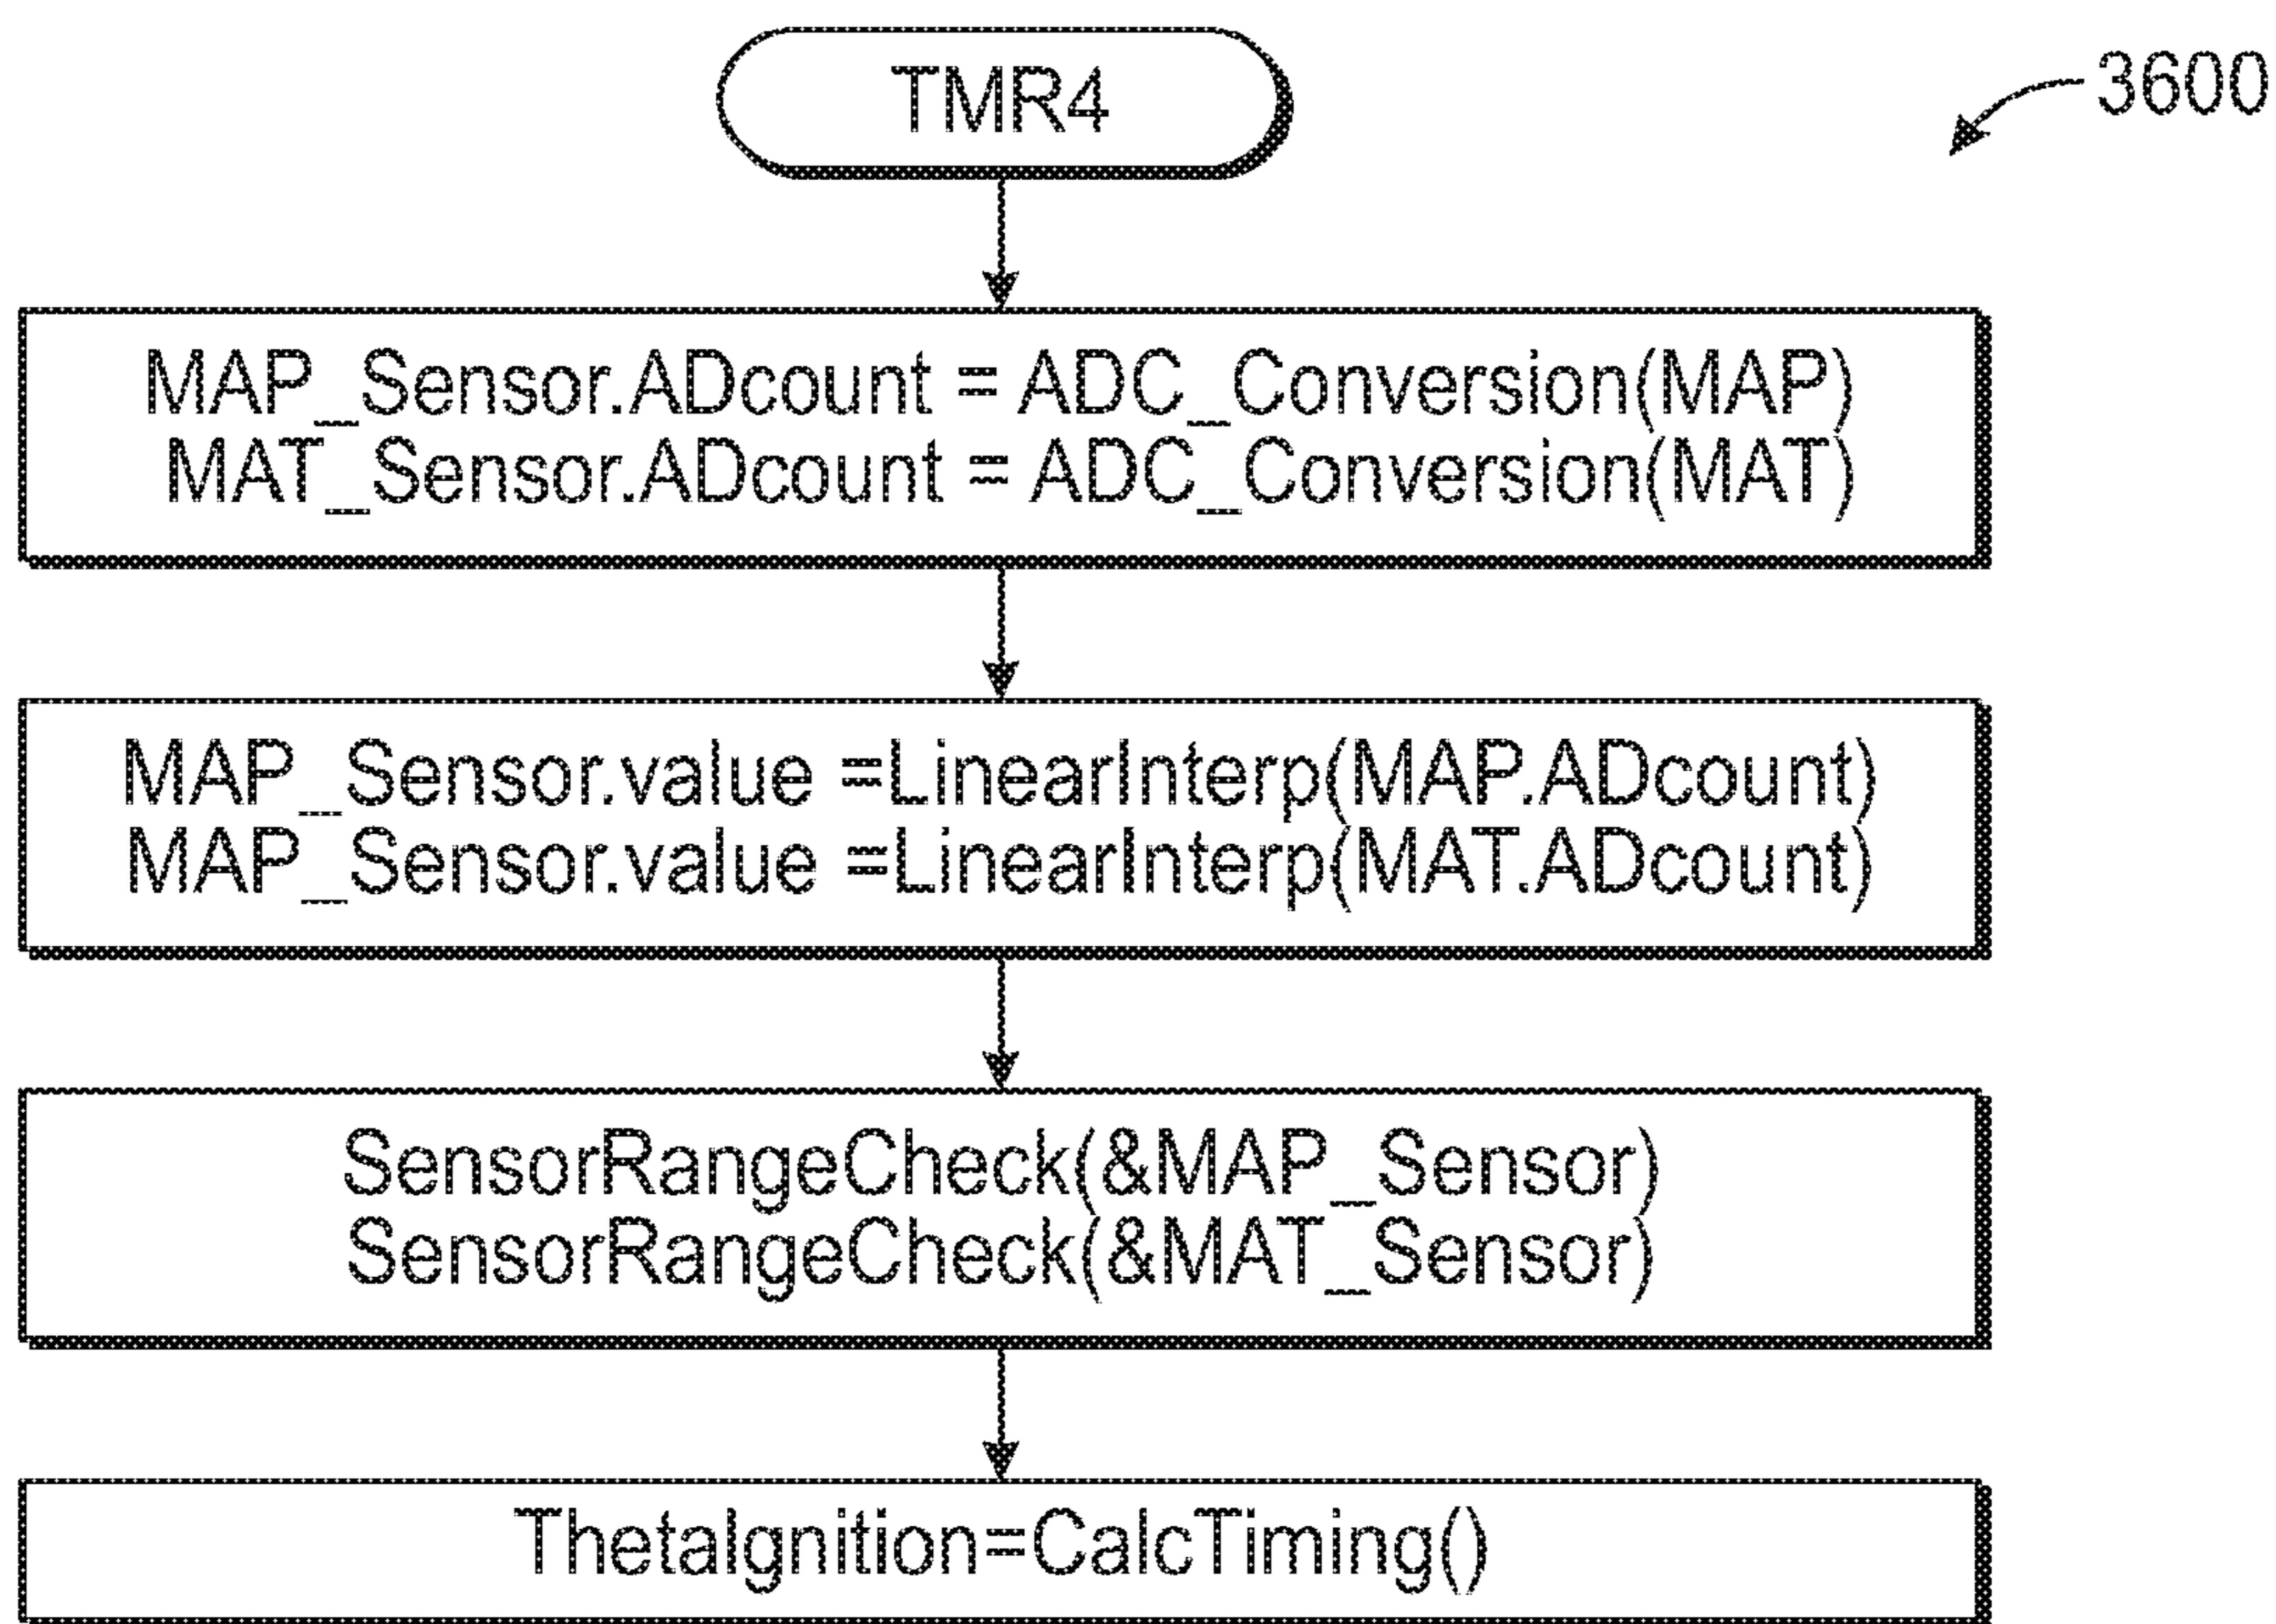 TMR4
3600
MAP_Sensor.ADcount = ADC_Conversion(MAP)
MAT_Sensor.ADcount = ADC_Conversion(MAT)
MAP_Sensor.value =LinearInterp(MAP.ADcount)
MAP_Sensor.value =LinearInterp(MAT.ADcount)
SensorRangeCheck(&MAP_Sensor)
SensorRangeCheck(&MAT_Sensor)
ThetaIgnition=CalcTiming()